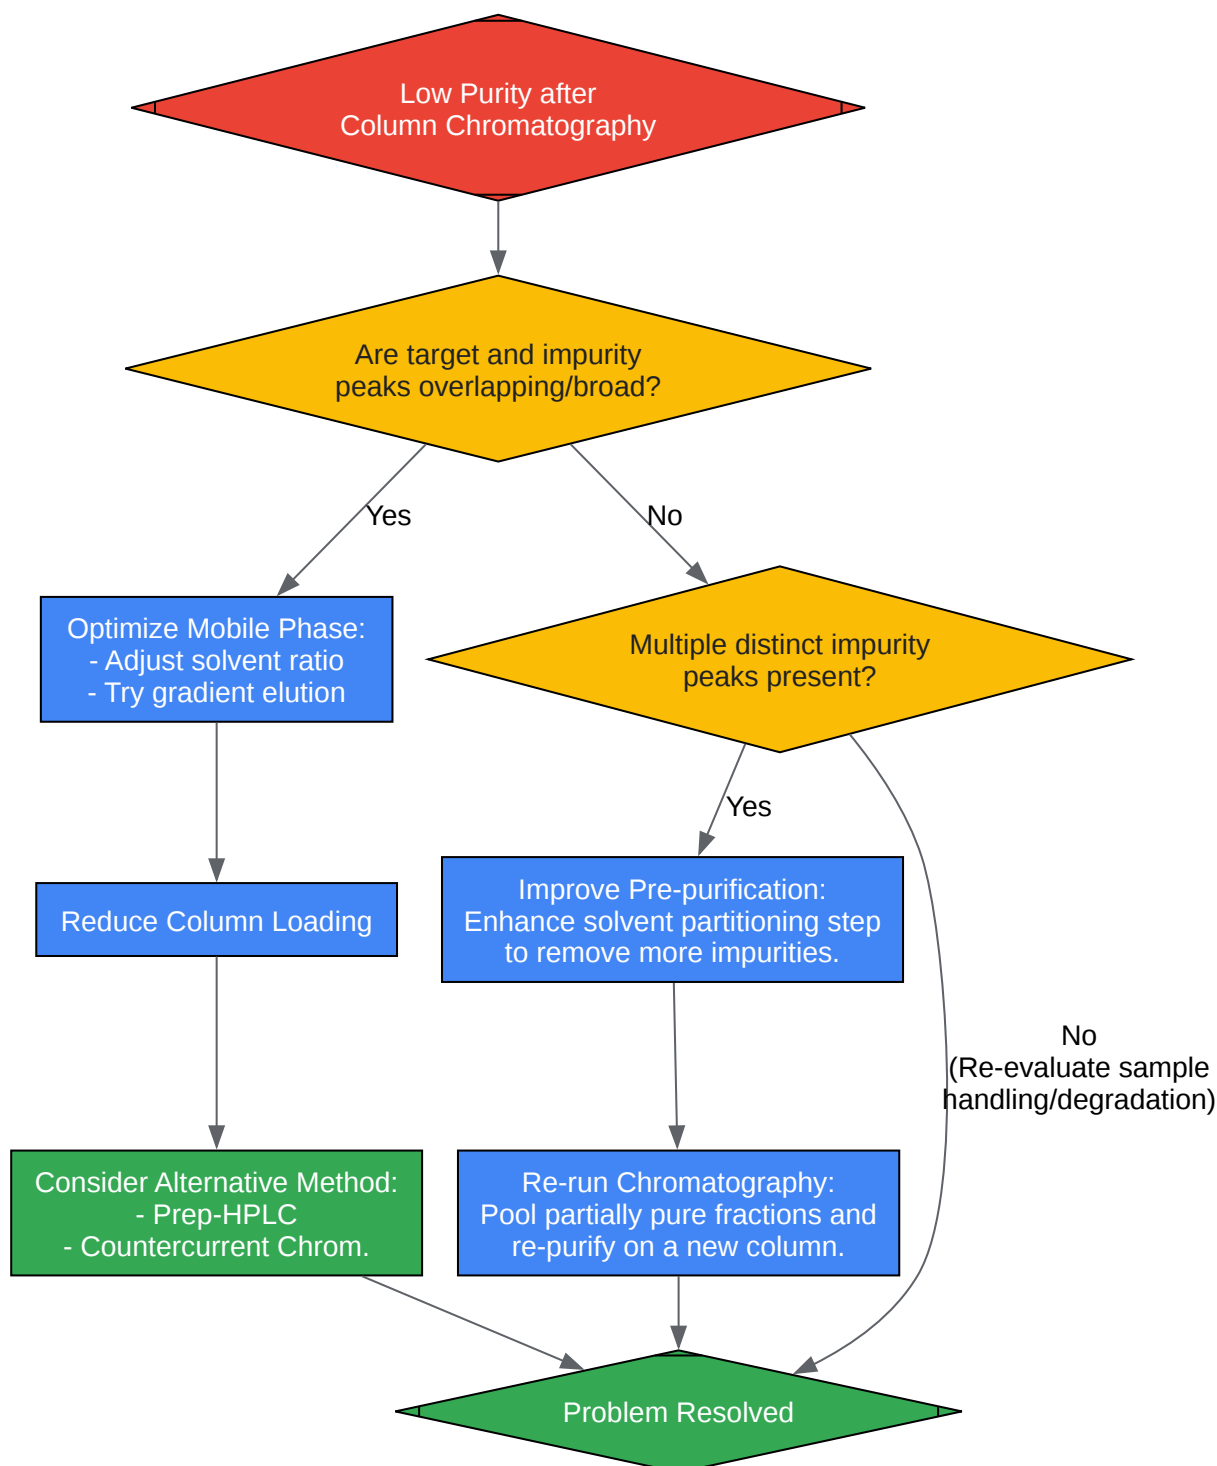 Low Purity after
Column Chromatography
Are target and impurity
peaks overlapping/broad?
Yes
No
Optimize Mobile Phase:
- Adjust solvent ratio
- Try gradient elution
Multiple distinct impurity
peaks present?
Yes
Improve Pre-purification:
Enhance solvent partitioning step
to remove more impurities.
Reduce Column Loading
No
(Re-evaluate sample
handling/degradation)
Consider Alternative Method:
- Prep-HPLC
- Countercurrent Chrom.
Re-run Chromatography:
Pool partially pure fractions and
re-purify on a new column.
Problem Resolved